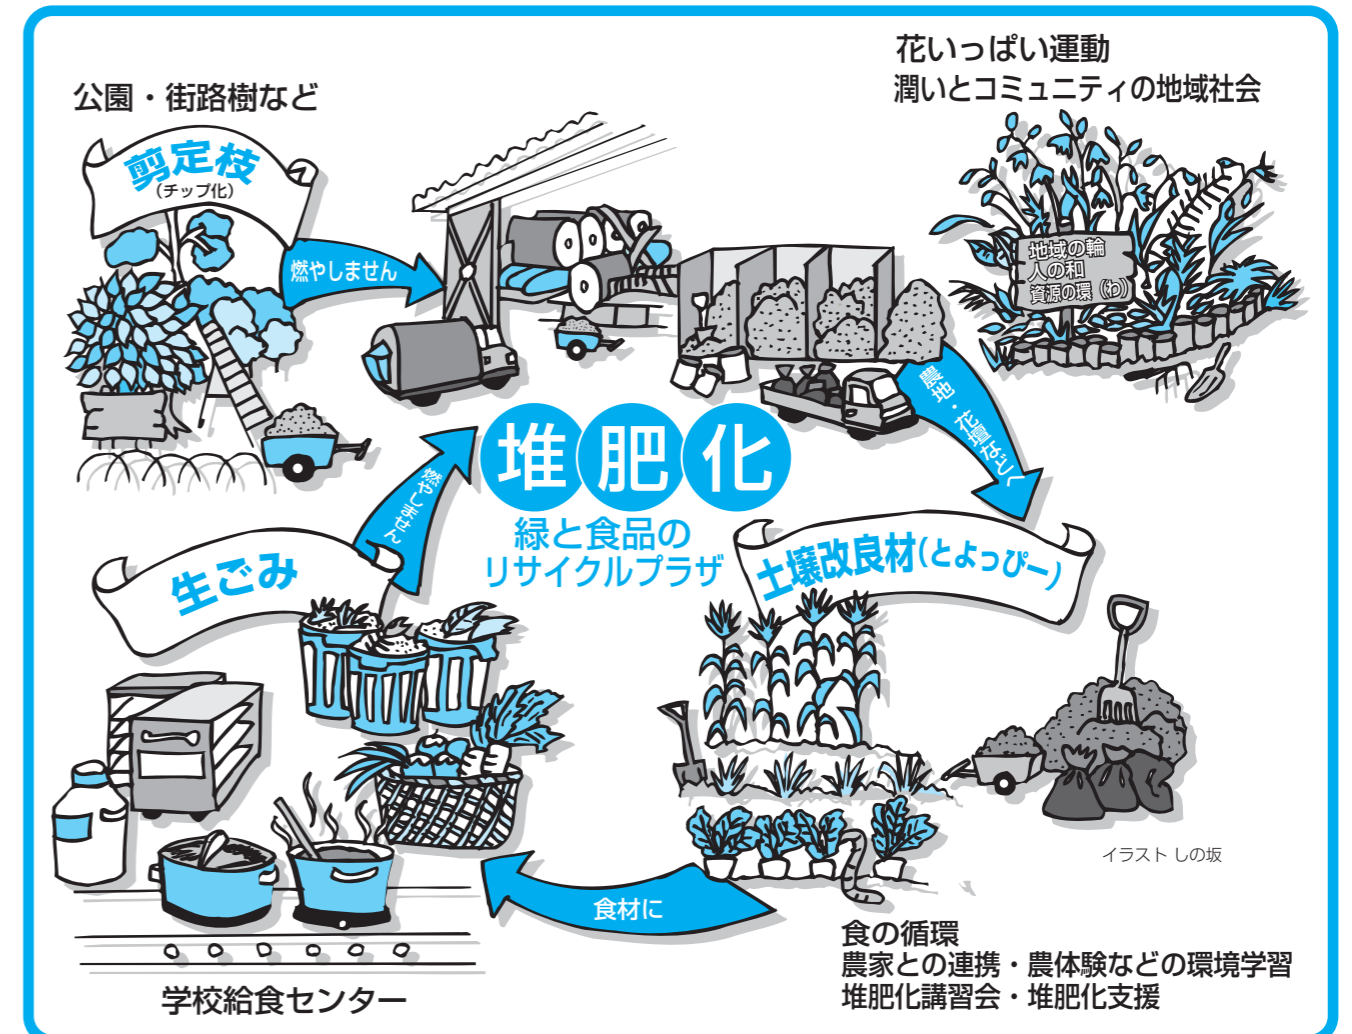 公園・街路樹など
剪定枝
（チップ化）
燃やしません
花いっぱい運動
潤いとコミュニティの地域社会
地域の輪
人の和
資源の環（わ）
農地・花壇などへ
堆肥化
緑と食品の
リサイクルプラザ
燃やしません
生ごみ
土壌改良材(とよっぴー)
イラスト しの坂
食材に
食の循環
農家との連携・農体験などの環境学習
堆肥化講習会・堆肥化支援
学校給食センター